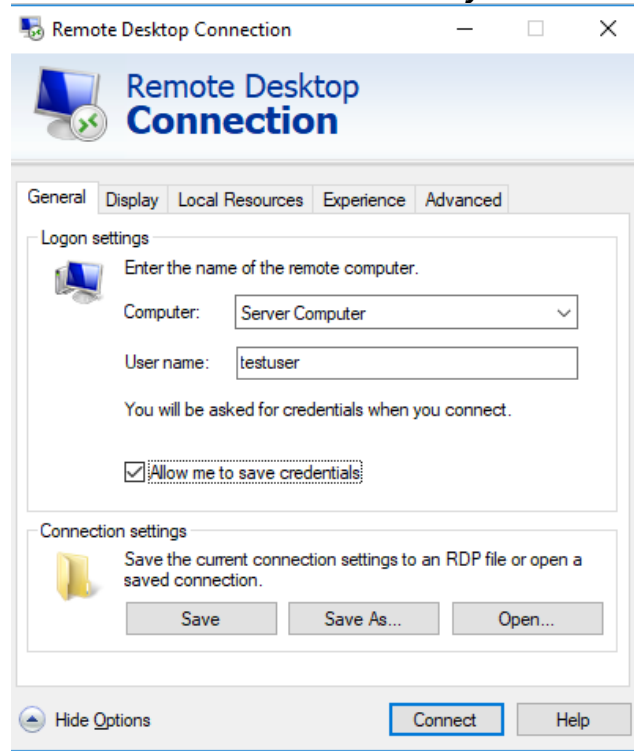 Remote Desktop Connection
Remote Desktop
Connection
General Display Local Resources Experience Advanced
Logon settings
Enter the name of the remote computer.
Computer: Server Computer
User name: testuser
You will be asked for credentials when you connect.
Allow me to save credentials
Connection settings
Save the current connection settings to an RDP file or open a
saved connection.
Save Save As... Open...
Hide Options Connect Help